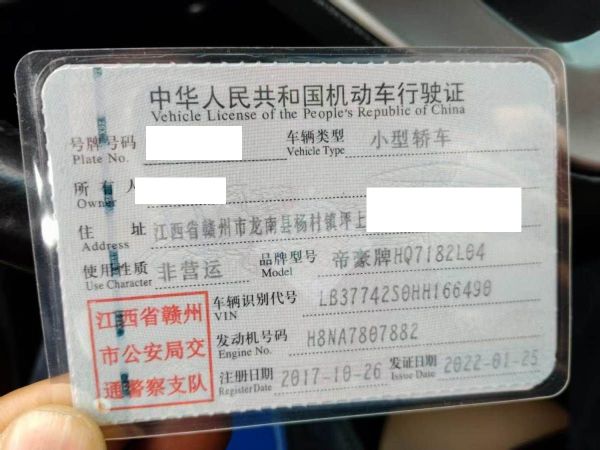 中华人民共和国机动车行驶证
Vehicle License of the People's Republic of China
号牌号码 车辆类型 小型轿车
Plate No. Vehicle Type
所有人
Owner
住址 江西省赣州市龙南县杨村镇坪上
Address
使用性质 非营运 品牌型号 帝豪牌HQ7182L04
Use Character Model
车辆识别代号 LB37742S0HH166490
VIN
发动机号码 H8NA7807882
Engine No.
注册日期 2017-10-26 发证日期 2022-01-25
Register Date Issue Date
江西省赣州
市公安局交
通警察支队